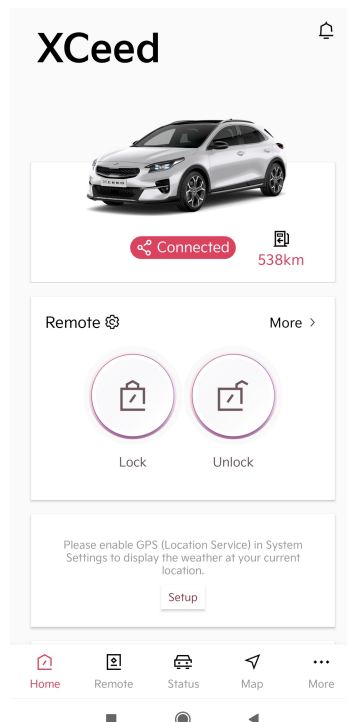 XCeed
XCEED
Connected
538km
Remote
More
Lock
Unlock
Please enable GPS (Location Service) in System
Settings to display the weather at your current
location.
Setup
Home
Remote
Status
Map
More